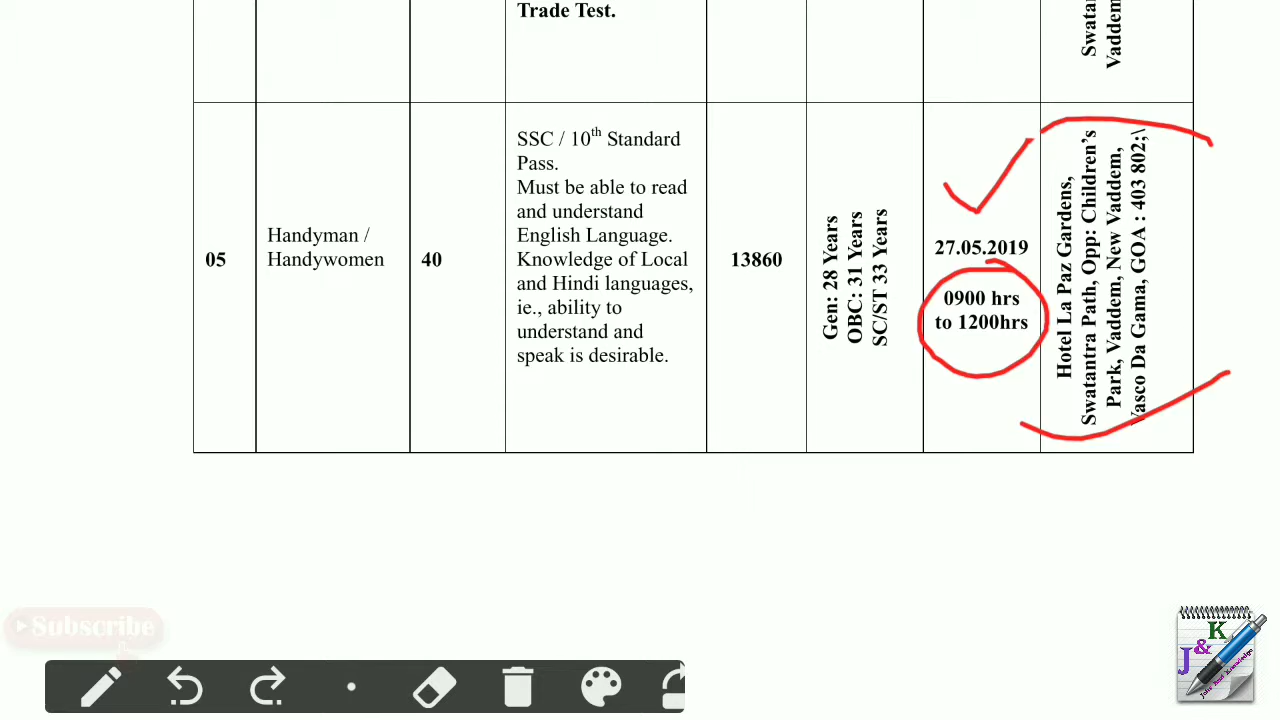 Trade Test.
Swatan
Vaddem
05
Handyman /
Handywomen
40
SSC / 10th Standard
Pass.
Must be able to read
and understand
English Language.
Knowledge of Local
and Hindi languages,
ie., ability to
understand and
speak is desirable.
13860
Gen: 28 Years
OBC: 31 Years
SC/ST 33 Years
27.05.2019
0900 hrs
to 1200hrs
Hotel La Paz Gardens,
Swatantra Path, Opp: Children's
Park, Vaddem, New Vaddem,
Vasco Da Gama, GOA : 403 802;\
Subscribe
J&K